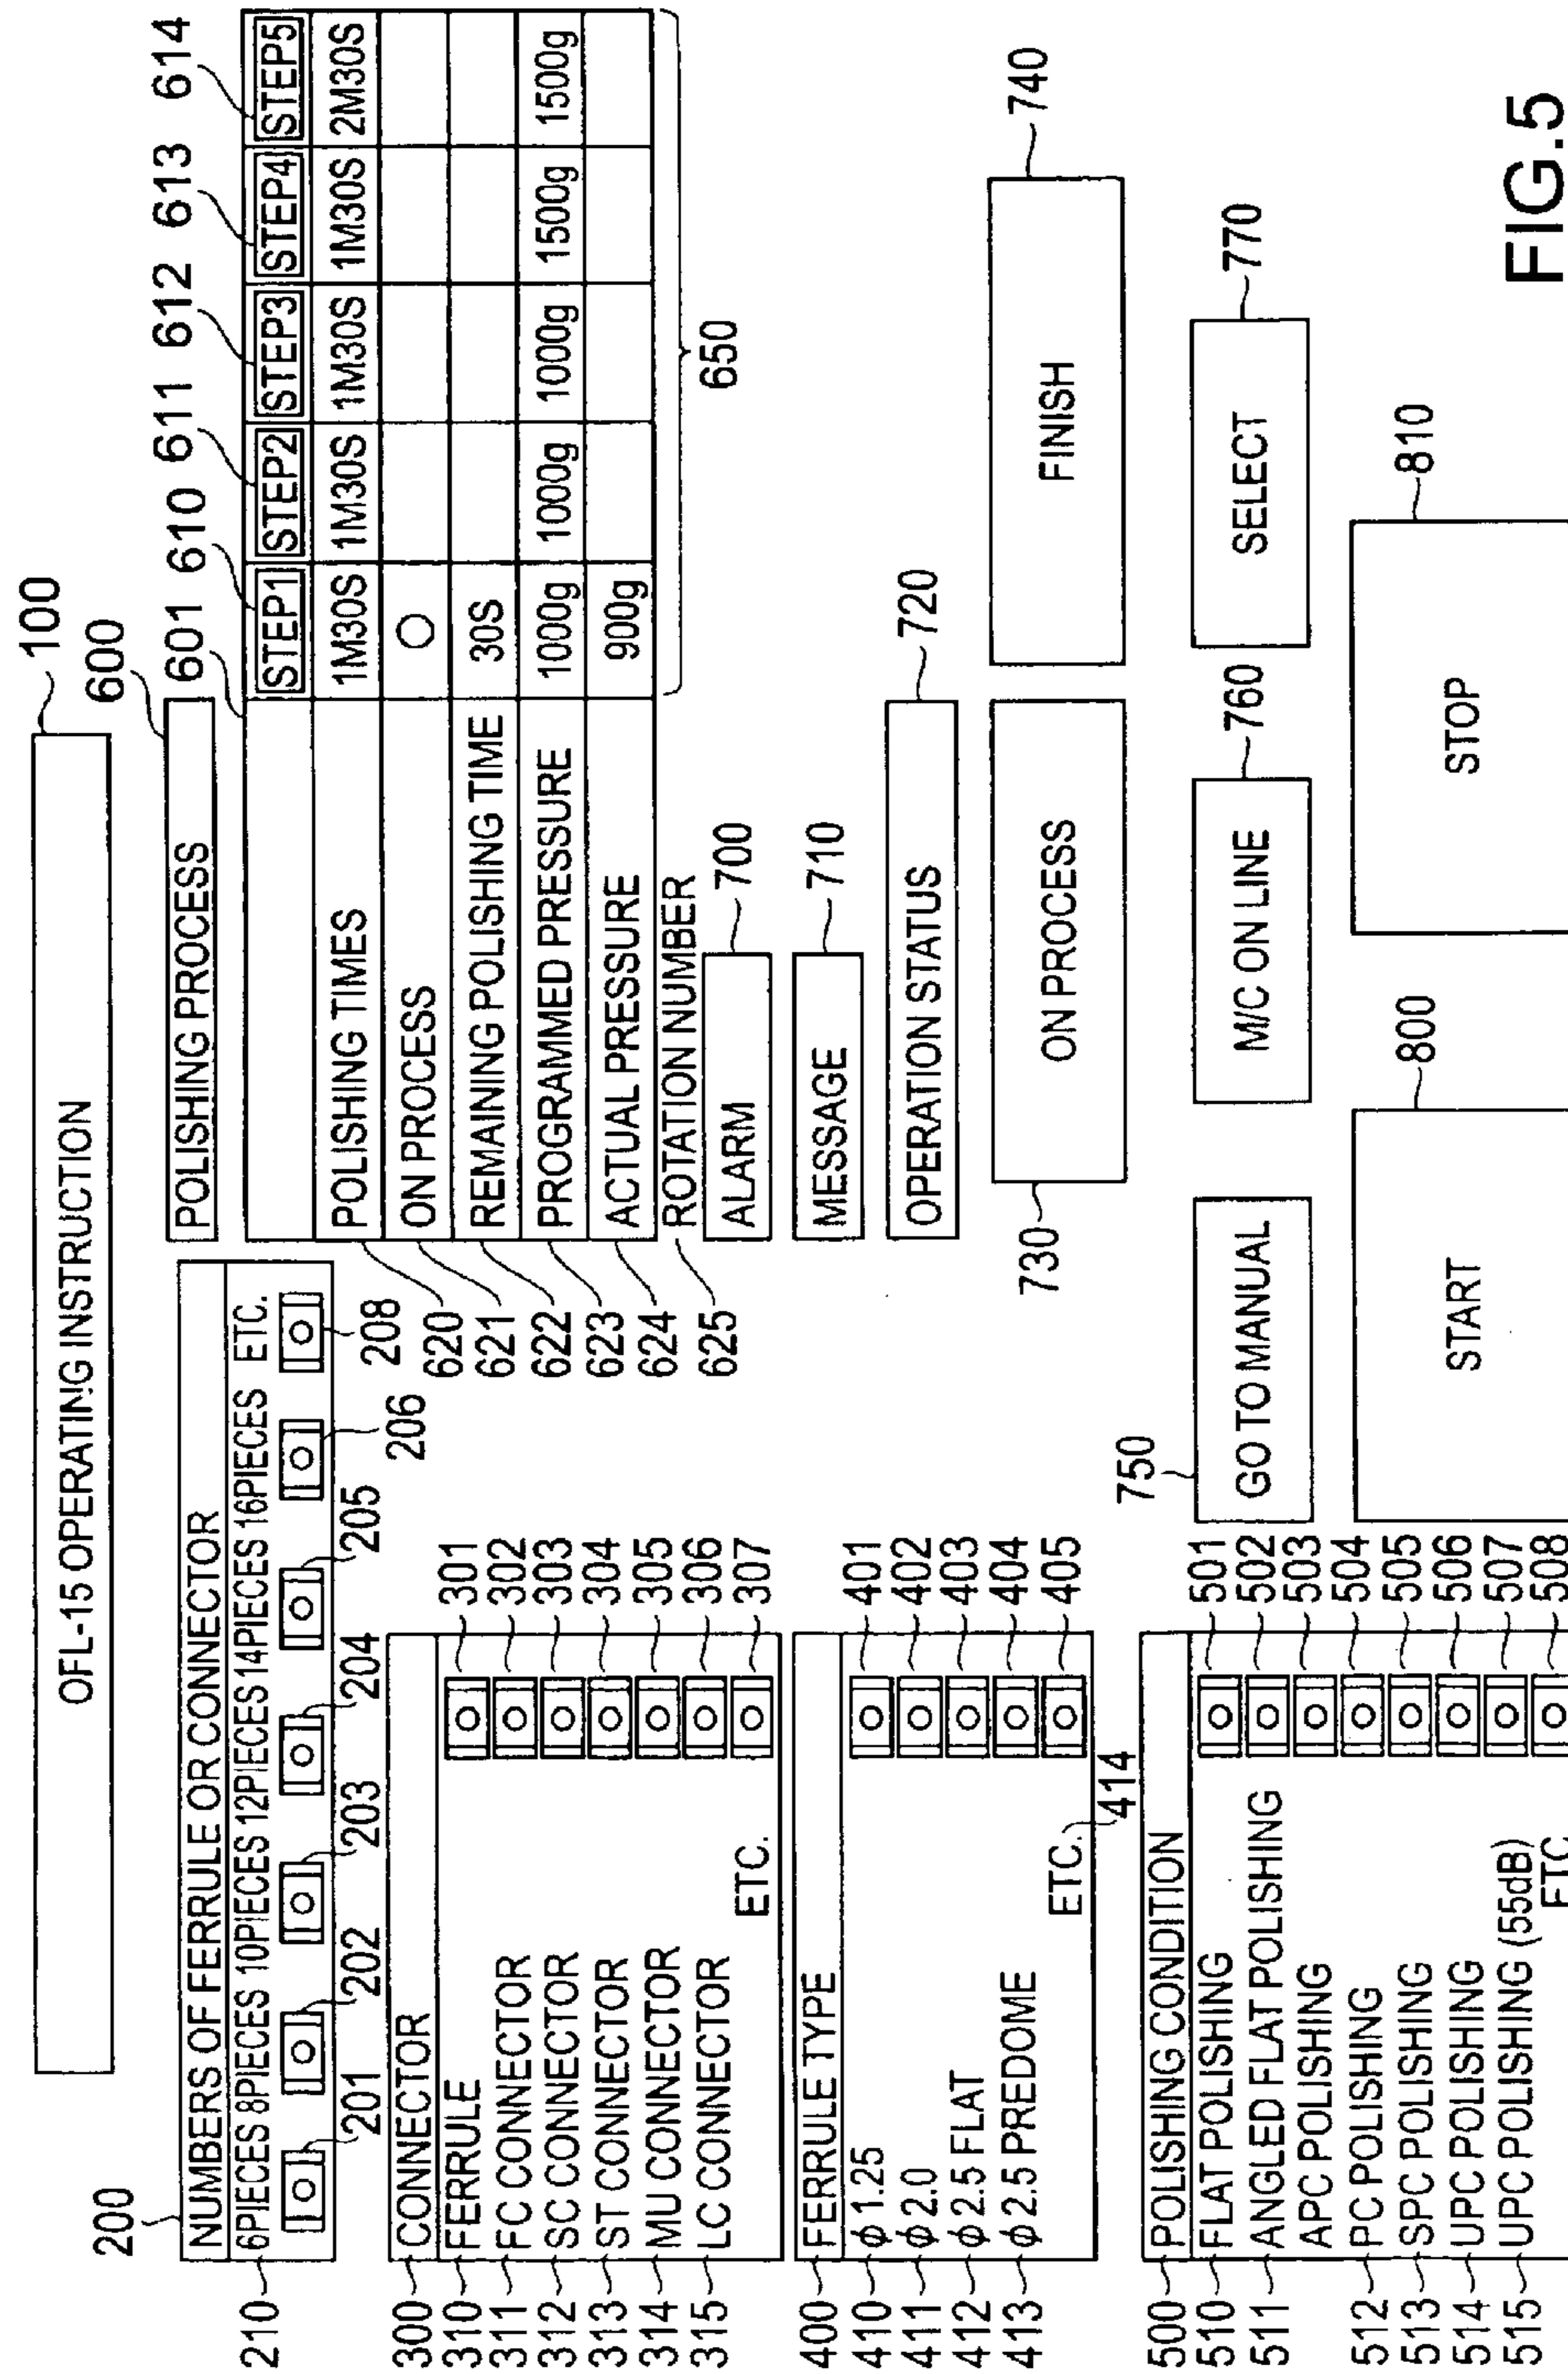 OFL-15 OPERATING INSTRUCTION 100
200
NUMBERS OF FERRULE OR CONNECTOR
210 6PIECES 8PIECES 10PIECES 12PIECES 14PIECES 16PIECES ETC.
201 202 203 204 205 206 208
300 CONNECTOR
310 FERRULE 301
311 FC CONNECTOR 302
312 SC CONNECTOR 303
313 ST CONNECTOR 304
314 MU CONNECTOR 305
315 LC CONNECTOR 306
ETC. 307
400 FERRULE TYPE
410 φ1.25 401
411 φ2.0 402
412 φ2.5 FLAT 403
413 φ2.5 PREDOME 404
ETC. 405
414
500 POLISHING CONDITION
510 FLAT POLISHING 501
511 ANGLED FLAT POLISHING 502
APC POLISHING 503
512 PC POLISHING 504
513 SPC POLISHING 505
514 UPC POLISHING 506
515 UPC POLISHING (55dB) 507
ETC. 508
600
POLISHING PROCESS
601 610 611 612 613 614
STEP1 STEP2 STEP3 STEP4 STEP5
620 POLISHING TIMES 1M30S 1M30S 1M30S 1M30S 2M30S
621 ON PROCESS ○
622 REMAINING POLISHING TIME 30S
623 PROGRAMMED PRESSURE 1000g 1000g 1000g 1500g 1500g
624 ACTUAL PRESSURE 900g
625 ROTATION NUMBER
650
ALARM 700
MESSAGE 710
OPERATION STATUS 720
730 ON PROCESS
FINISH 740
750 GO TO MANUAL
M/C ON LINE 760
SELECT 770
START 800
STOP 810
FIG.5